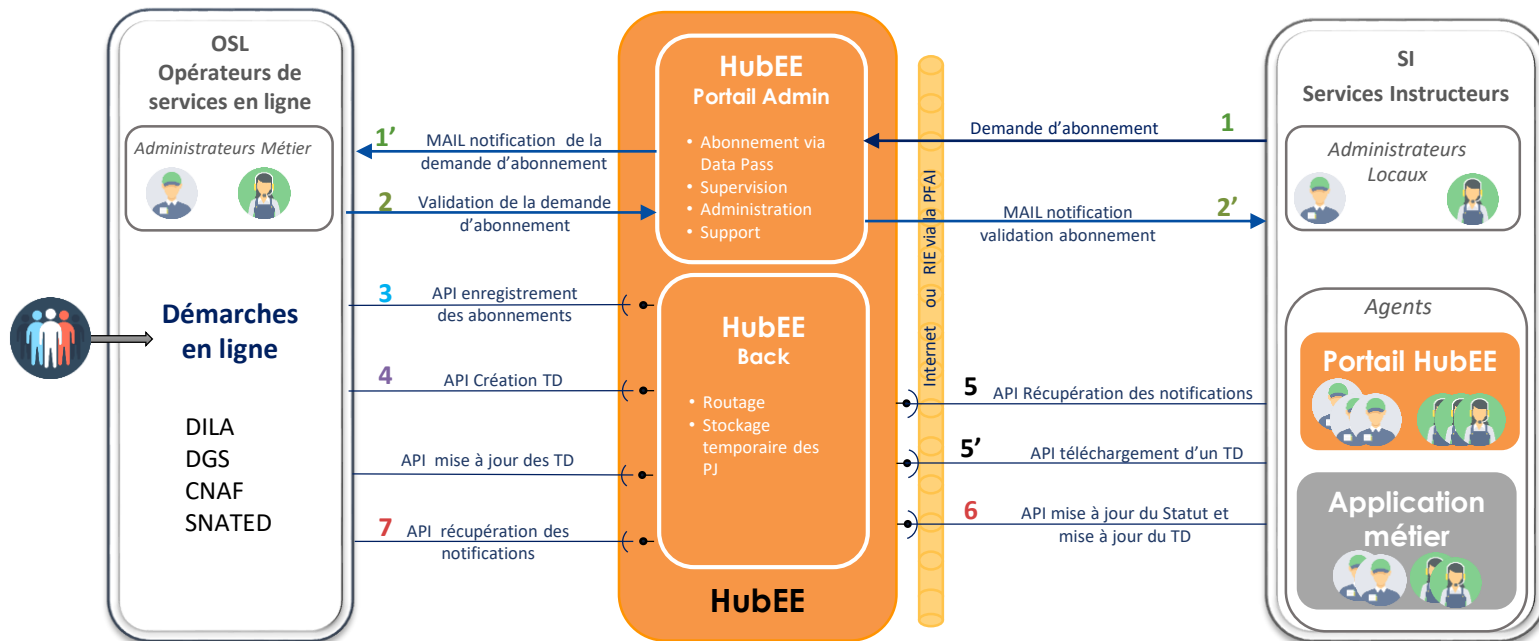 OSL
Opérateurs de
services en ligne
Administrateurs Métier
Démarches
en ligne
DILA
DGS
CNAF
SNATED
1’
MAIL notification de la
demande d’abonnement
2
Validation de la demande
d’abonnement
3
API enregistrement
des abonnements
4
API Création TD
API mise à jour des TD
7
API récupération des
notifications
HubEE
Portail Admin
• Abonnement via
Data Pass
• Supervision
• Administration
• Support
HubEE
Back
• Routage
• Stockage
temporaire des
PJ
HubEE
Internet ou RIE via la PFAI
Demande d’abonnement
1
MAIL notification
validation abonnement
2’
5
API Récupération des notifications
5’
API téléchargement d’un TD
6
API mise à jour du Statut et
mise à jour du TD
SI
Services Instructeurs
Administrateurs
Locaux
Agents
Portail HubEE
Application
métier